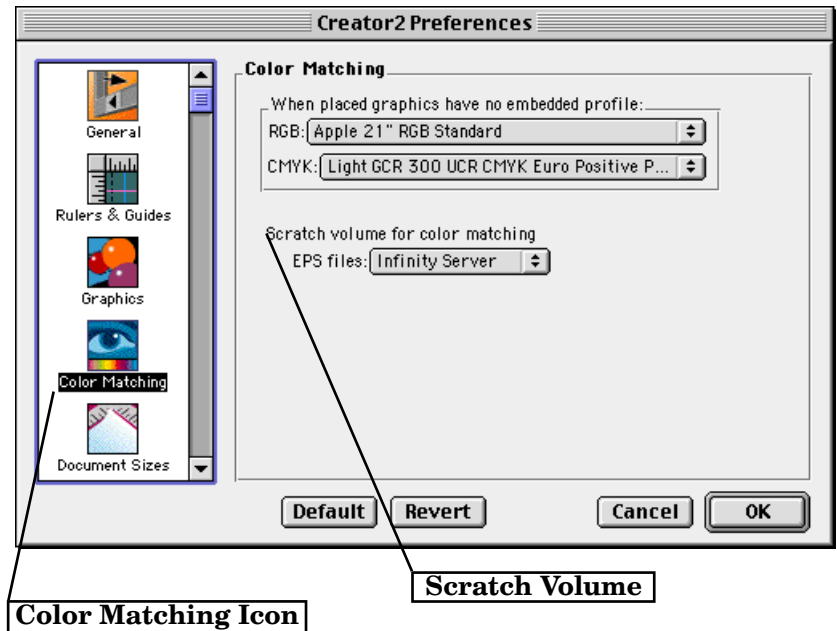 Creator2 Preferences
General
Rulers & Guides
Graphics
Color Matching
Document Sizes
Color Matching
When placed graphics have no embedded profile:
RGB: Apple 21" RGB Standard
CMYK: Light GCR 300 UCR CMYK Euro Positive P...
Scratch volume for color matching
EPS files: Infinity Server
Default Revert Cancel OK
Scratch Volume
Color Matching Icon